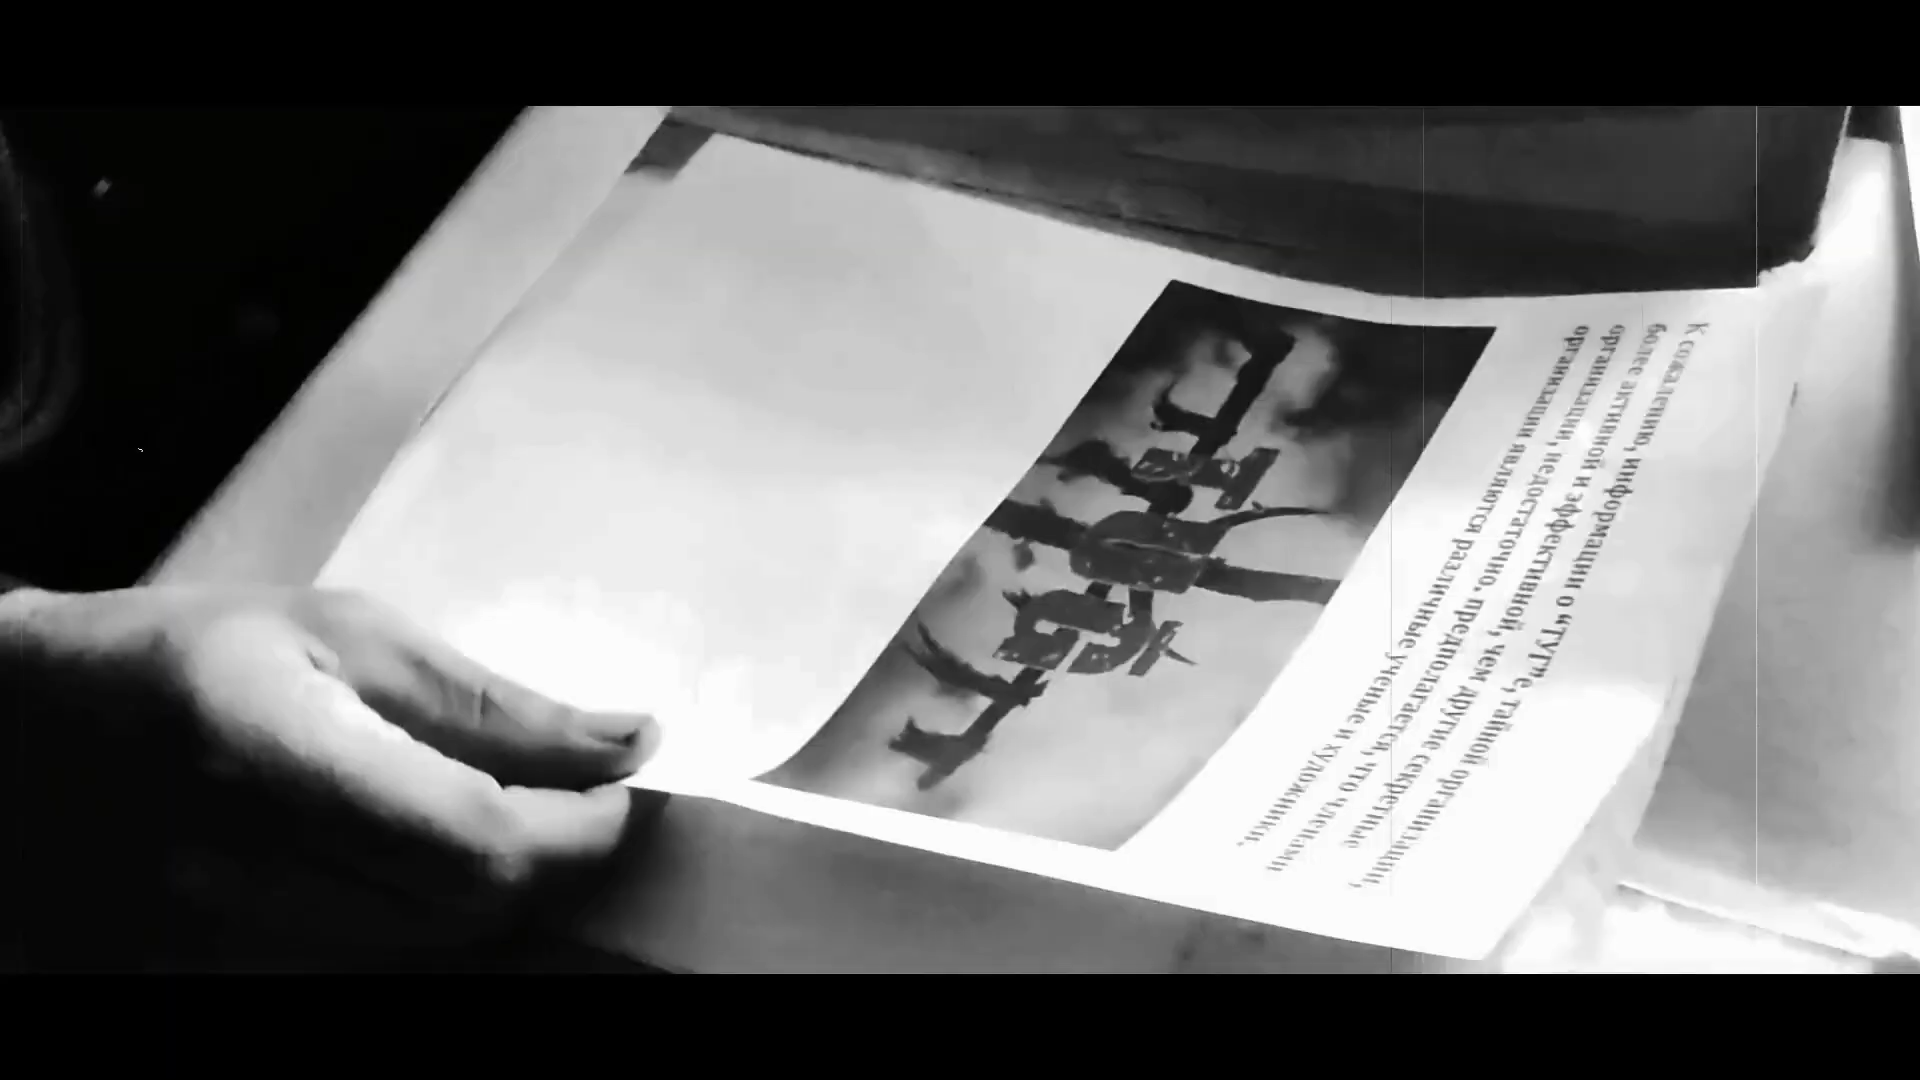 К сожалению, информации о “ТУГ”е, тайной организации,
более активной и эффективной, чем другие секретные
организации, недостаточно. предполагается, что членами
организации являются различные ученые и художники.